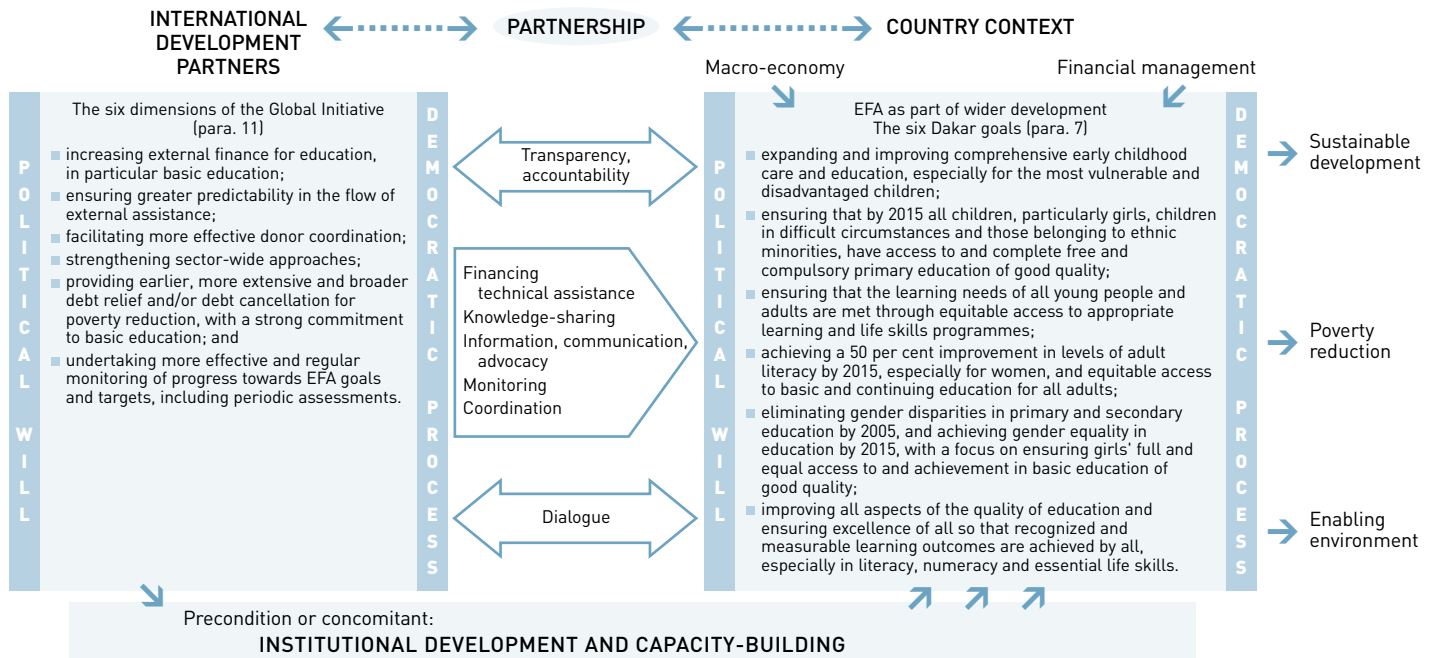 INTERNATIONAL
DEVELOPMENT
PARTNERS
PARTNERSHIP
COUNTRY CONTEXT
Macro-economy
Financial management
POLITICAL WILL
The six dimensions of the Global Initiative
(para. 11)
increasing external finance for education,
in particular basic education;
ensuring greater predictability in the flow of
external assistance;
facilitating more effective donor coordination;
strengthening sector-wide approaches;
providing earlier, more extensive and broader
debt relief and/or debt cancellation for
poverty reduction, with a strong commitment
to basic education; and
undertaking more effective and regular
monitoring of progress towards EFA goals
and targets, including periodic assessments.
DEMOCRATIC PROCESS
Transparency,
accountability
Financing
technical assistance
Knowledge-sharing
Information, communication,
advocacy
Monitoring
Coordination
Dialogue
POLITICAL WILL
EFA as part of wider development
The six Dakar goals (para. 7)
expanding and improving comprehensive early childhood
care and education, especially for the most vulnerable and
disadvantaged children;
ensuring that by 2015 all children, particularly girls, children
in difficult circumstances and those belonging to ethnic
minorities, have access to and complete free and
compulsory primary education of good quality;
ensuring that the learning needs of all young people and
adults are met through equitable access to appropriate
learning and life skills programmes;
achieving a 50 per cent improvement in levels of adult
literacy by 2015, especially for women, and equitable access
to basic and continuing education for all adults;
eliminating gender disparities in primary and secondary
education by 2005, and achieving gender equality in
education by 2015, with a focus on ensuring girls' full and
equal access to and achievement in basic education of
good quality;
improving all aspects of the quality of education and
ensuring excellence of all so that recognized and
measurable learning outcomes are achieved by all,
especially in literacy, numeracy and essential life skills.
DEMOCRATIC PROCESS
Sustainable
development
Poverty
reduction
Enabling
environment
Precondition or concomitant:
INSTITUTIONAL DEVELOPMENT AND CAPACITY-BUILDING